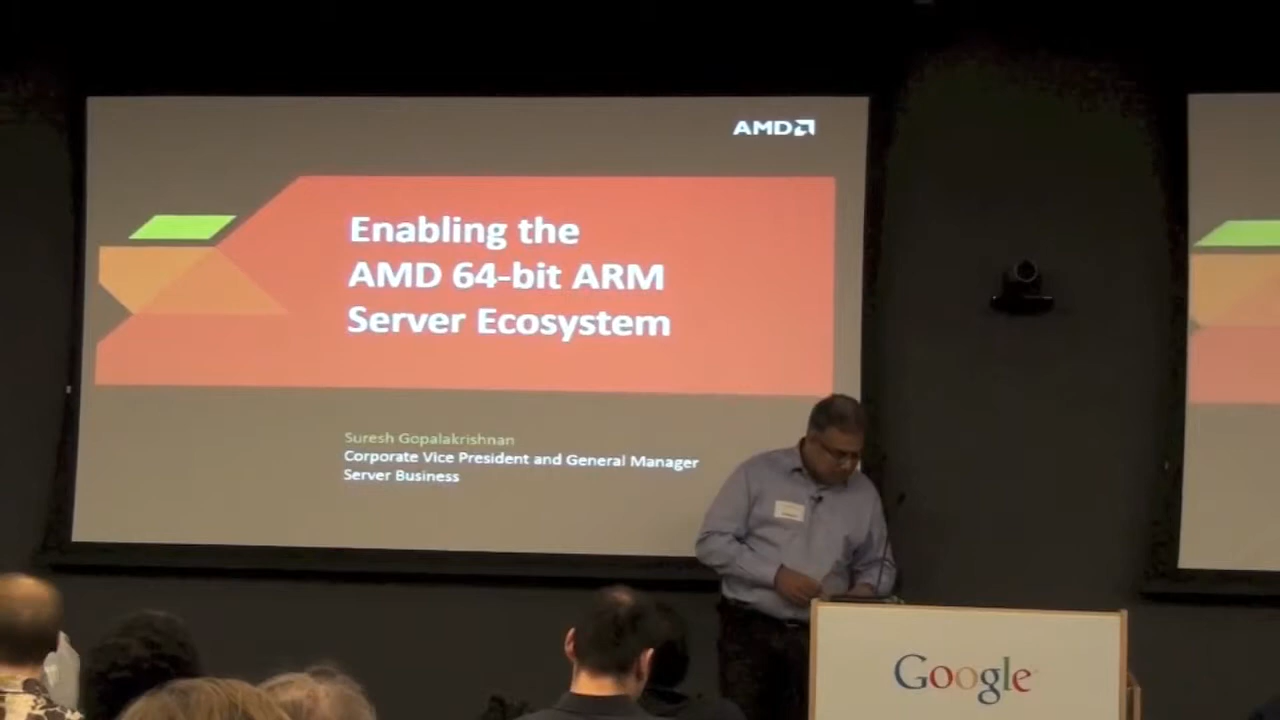 AMD
Enabling the
AMD 64-bit ARM
Server Ecosystem
Suresh Gopalakrishnan
Corporate Vice President and General Manager
Server Business
Google